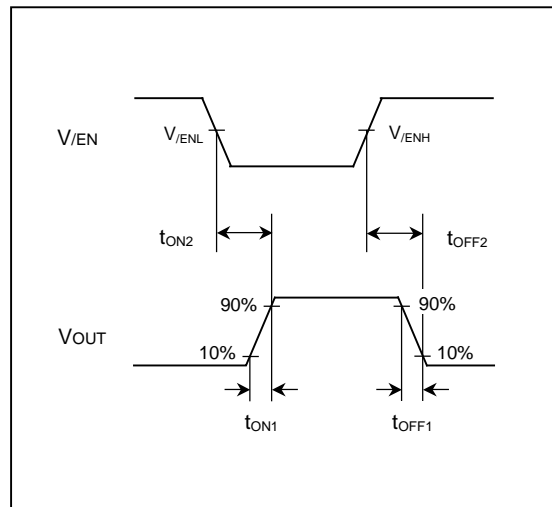 V/EN
V/ENL
V/ENH
tON2
tOFF2
VOUT
90%
90%
10%
10%
tON1
tOFF1